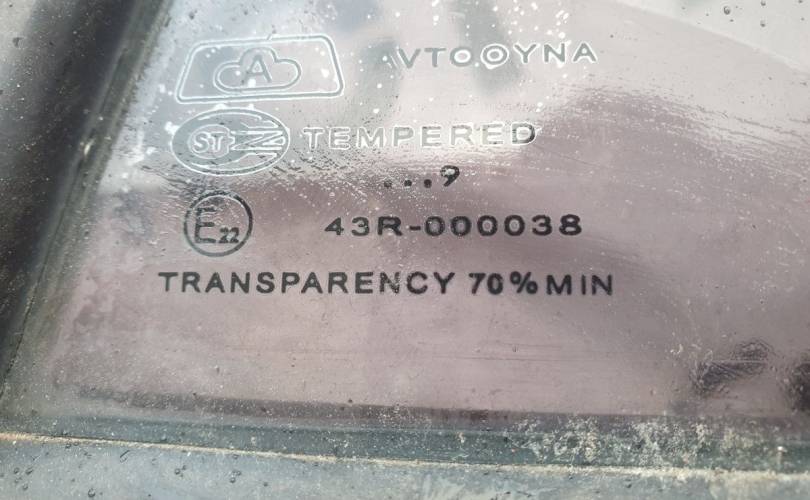 A AVTOOYNA
ST TEMPERED
...9
E22 43R-000038
TRANSPARENCY 70% MIN